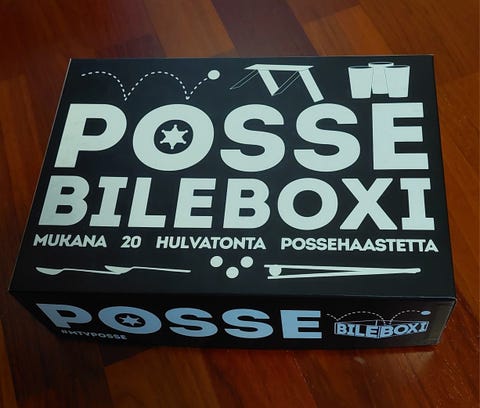 POSSE
BILEBOXI
MUKANA 20 HULVATONTA POSSEHAASTETTA
POSSE
BILEBOXI
#MTVPOSSE